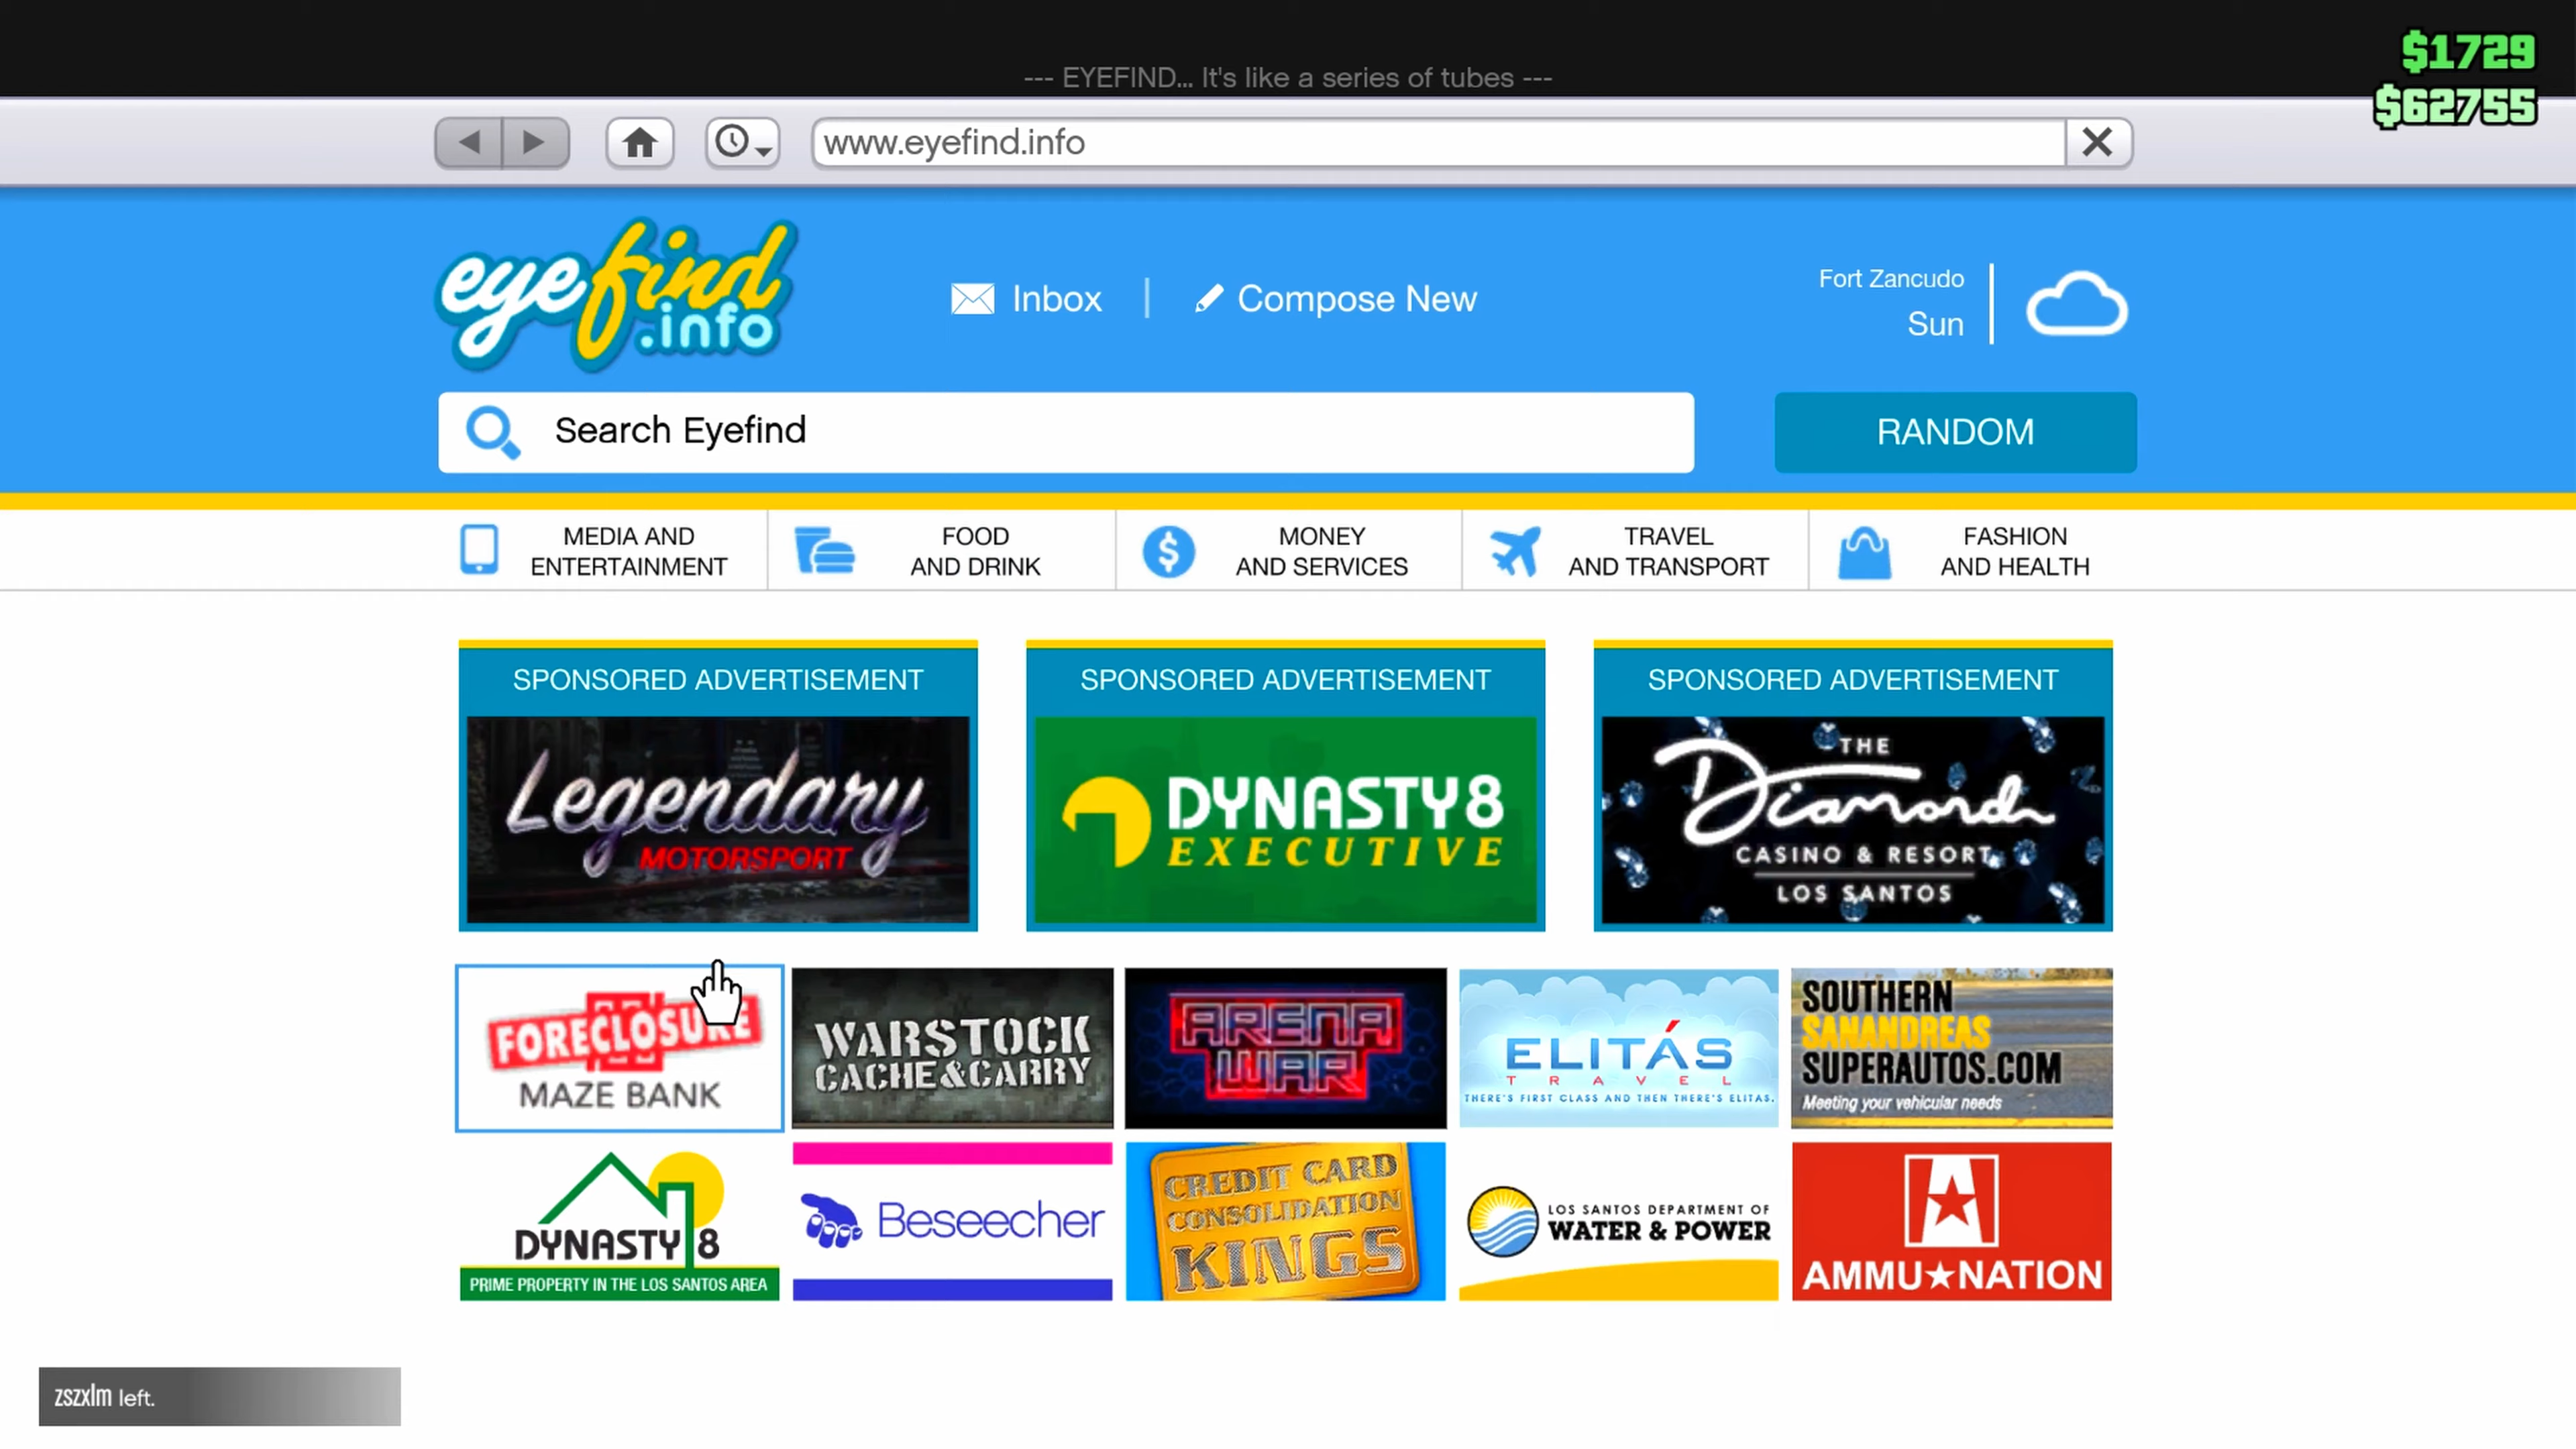 --- EYEFIND... It's like a series of tubes ---
$1729
$62755
www.eyefind.info
eyefind
.info
Inbox
Compose New
Fort Zancudo
Sun
Search Eyefind
RANDOM
MEDIA AND
ENTERTAINMENT
FOOD
AND DRINK
MONEY
AND SERVICES
TRAVEL
AND TRANSPORT
FASHION
AND HEALTH
SPONSORED ADVERTISEMENT
Legendary
MOTORSPORT
SPONSORED ADVERTISEMENT
DYNASTY8
EXECUTIVE
SPONSORED ADVERTISEMENT
THE
Diamond
CASINO & RESORT
LOS SANTOS
FORECLOSURE
MAZE BANK
WARSTOCK
CACHE&CARRY
ARENA
WAR
ELITÁS
TRAVEL
THERE'S FIRST CLASS AND THEN THERE'S ELITAS.
SOUTHERN
SANANDREAS
SUPERAUTOS.COM
Meeting your vehicular needs
DYNASTY 8
PRIME PROPERTY IN THE LOS SANTOS AREA
Beseecher
CREDIT CARD
CONSOLIDATION
KINGS
LOS SANTOS DEPARTMENT OF
WATER & POWER
AMMU★NATION
zszxlm left.